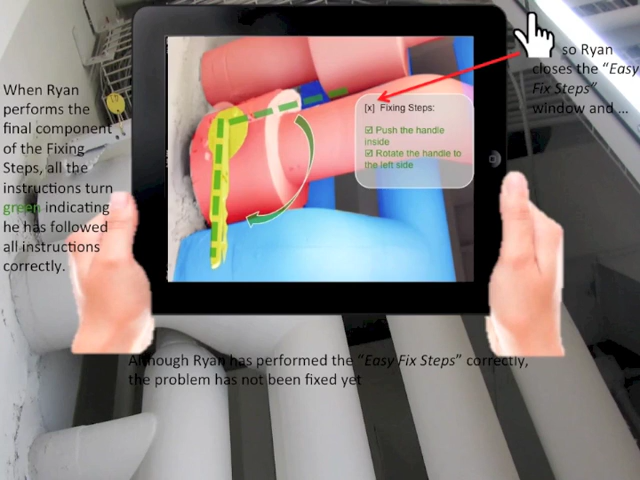 When Ryan
performs the
final component
of the Fixing
Steps, all the
instructions turn
green indicating
he has followed
all instructions
correctly.
[x] Fixing Steps:
☑ Push the handle
inside
☑ Rotate the handle to
the left side
so Ryan
closes the “Easy
Fix Steps”
window and ...
Although Ryan has performed the “Easy Fix Steps” correctly,
the problem has not been fixed yet